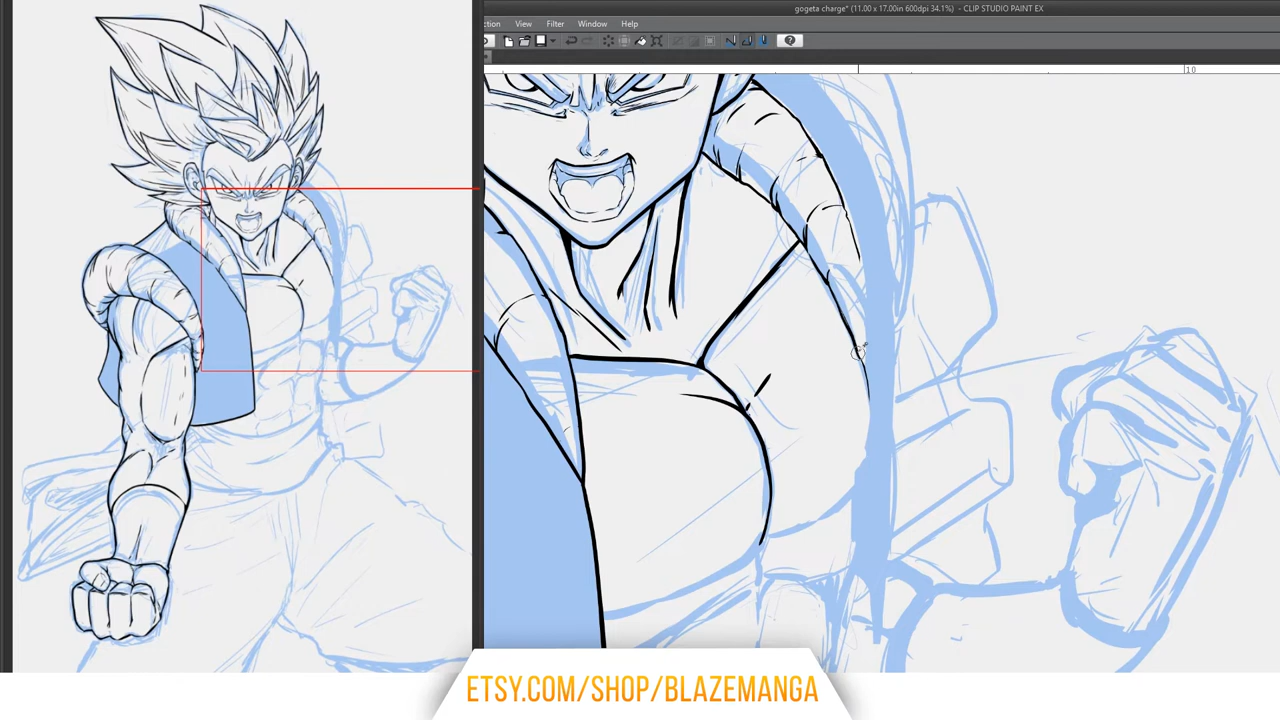 gogeta charge* (11.00 x 17.00in 600dpi 34.1%) - CLIP STUDIO PAINT EX
ction View Filter Window Help
10
ETSY.COM/SHOP/BLAZEMANGA